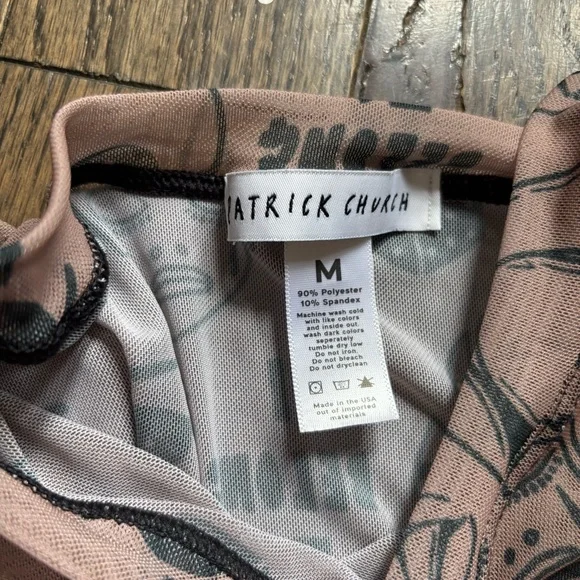 PATRICK CHURCH
M
90% Polyester
10% Spandex
Machine wash cold
with like colors
and inside out
wash dark colors
seperately
tumble dry low
Do not iron.
Do not bleach
Do not dryclean
Made in the USA
out of imported
materials